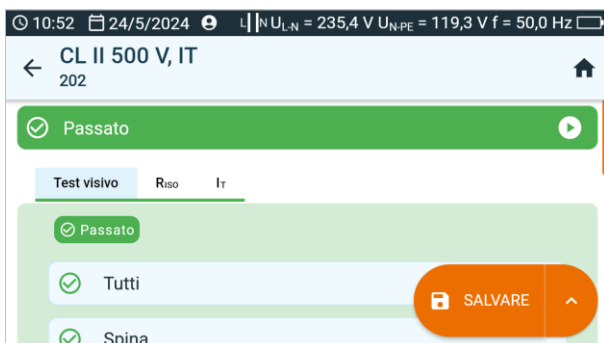 10:52 24/5/2024 L N UL-N = 235,4 V UN-PE = 119,3 V f = 50,0 Hz
CL II 500 V, IT
202
Passato
Test visivo RISO IT
Passato
Tutti
SALVARE
Spina